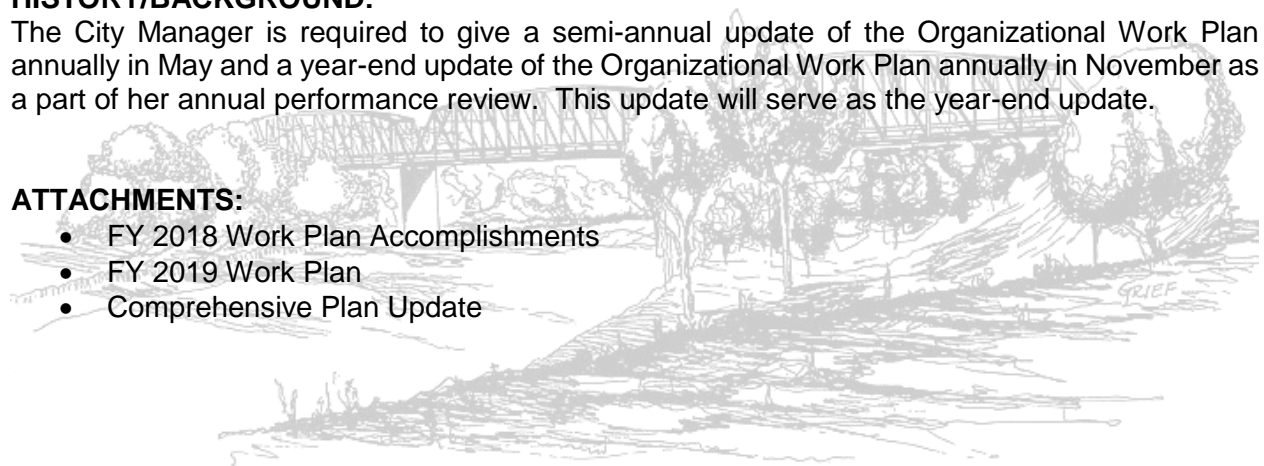 HISTORY/BACKGROUND:
The City Manager is required to give a semi-annual update of the Organizational Work Plan
annually in May and a year-end update of the Organizational Work Plan annually in November as
a part of her annual performance review. This update will serve as the year-end update.
ATTACHMENTS:
• FY 2018 Work Plan Accomplishments
• FY 2019 Work Plan
• Comprehensive Plan Update
GRIEF